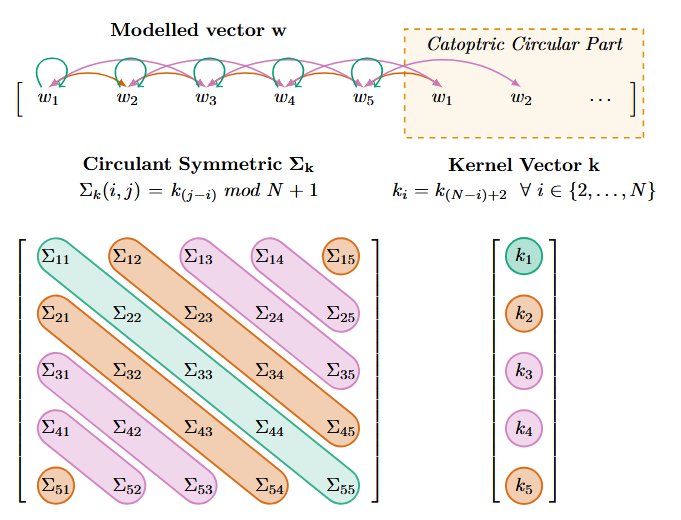 Modelled vector w
Catoptric Circular Part
[ w₁ w₂ w₃ w₄ w₅ w₁ w₂ ... ]
Circulant Symmetric Σₖ
Kernel Vector k
Σₖ(i, j) = k₍ⱼ₋ᵢ₎ mod N + 1
kᵢ = k₍N₋ᵢ₎₊₂ ∀ i ∈ {2, . . . , N}
Σ₁₁ Σ₁₂ Σ₁₃ Σ₁₄ Σ₁₅ k₁
Σ₂₁ Σ₂₂ Σ₂₃ Σ₂₄ Σ₂₅ k₂
Σ₃₁ Σ₃₂ Σ₃₃ Σ₃₄ Σ₃₅ k₃
Σ₄₁ Σ₄₂ Σ₄₃ Σ₄₄ Σ₄₅ k₄
Σ₅₁ Σ₅₂ Σ₅₃ Σ₅₄ Σ₅₅ k₅